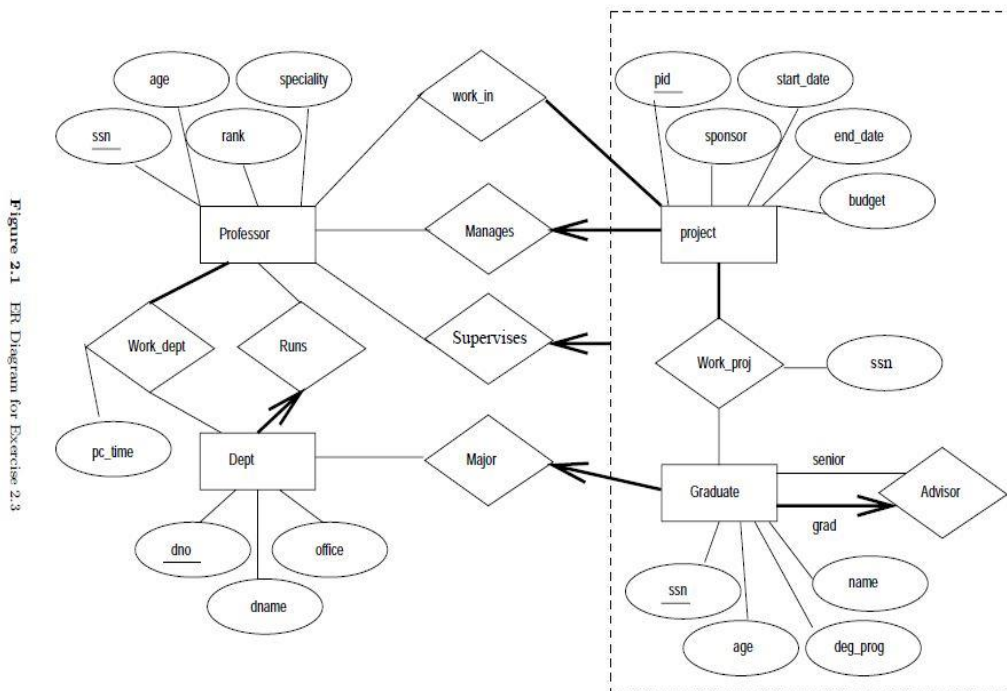 age
speciality
work_in
pid
start_date
ssn
rank
sponsor
end_date
budget
Professor
Manages
project
Work_dept
Runs
Supervises
Work_proj
ssn
pc_time
Dept
Major
senior
Graduate
Advisor
grad
dno
office
dname
ssn
name
age
deg_prog
Figure 2.1 ER Diagram for Exercise 2.3